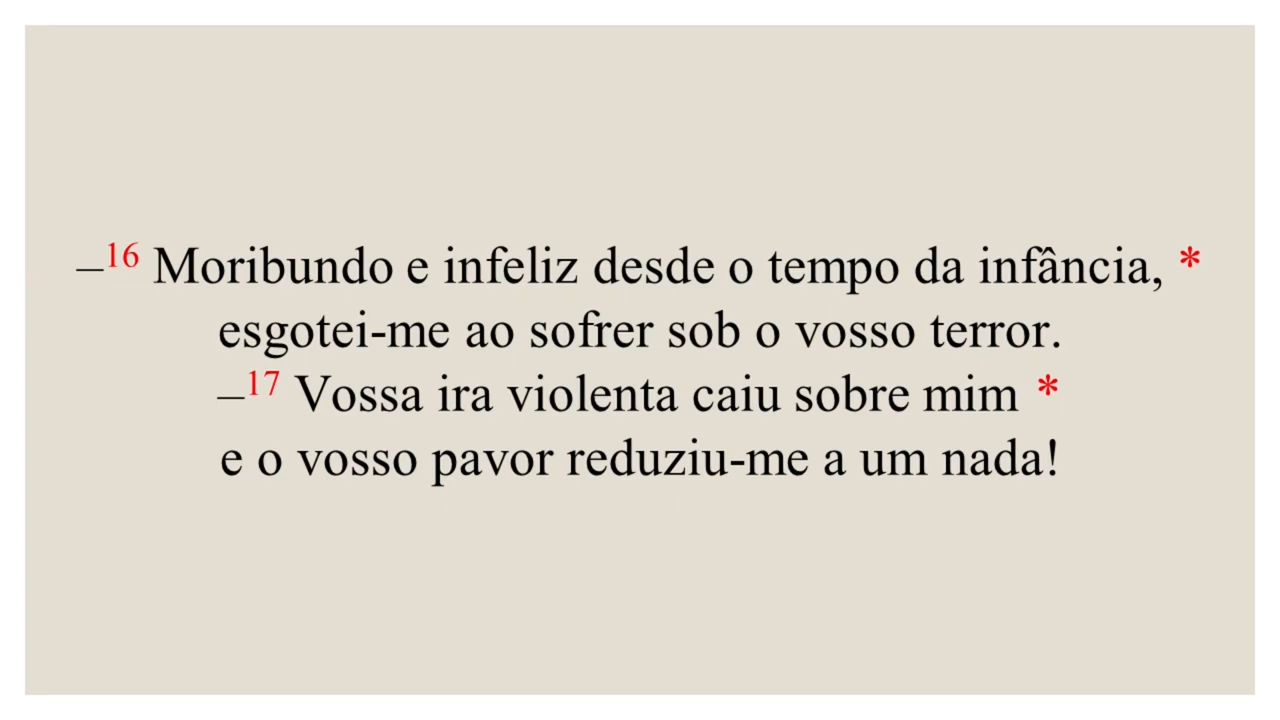 –16 Moribundo e infeliz desde o tempo da infância, *
esgotei-me ao sofrer sob o vosso terror.
–17 Vossa ira violenta caiu sobre mim *
e o vosso pavor reduziu-me a um nada!